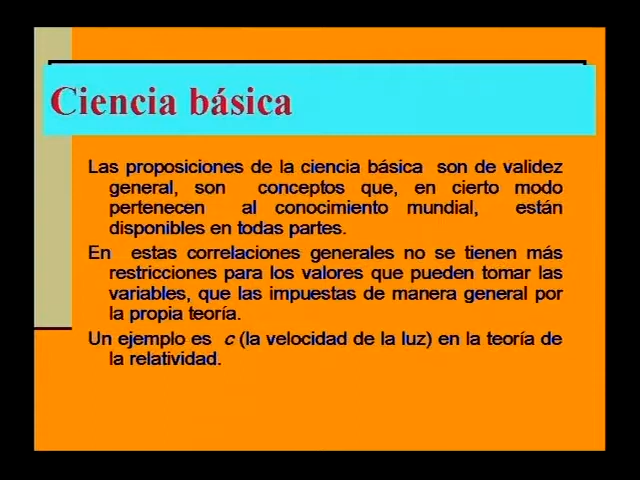 Ciencia básica
Las proposiciones de la ciencia básica son de validez
general, son conceptos que, en cierto modo
pertenecen al conocimiento mundial, están
disponibles en todas partes.
En estas correlaciones generales no se tienen más
restricciones para los valores que pueden tomar las
variables, que las impuestas de manera general por
la propia teoría.
Un ejemplo es c (la velocidad de la luz) en la teoría de
la relatividad.